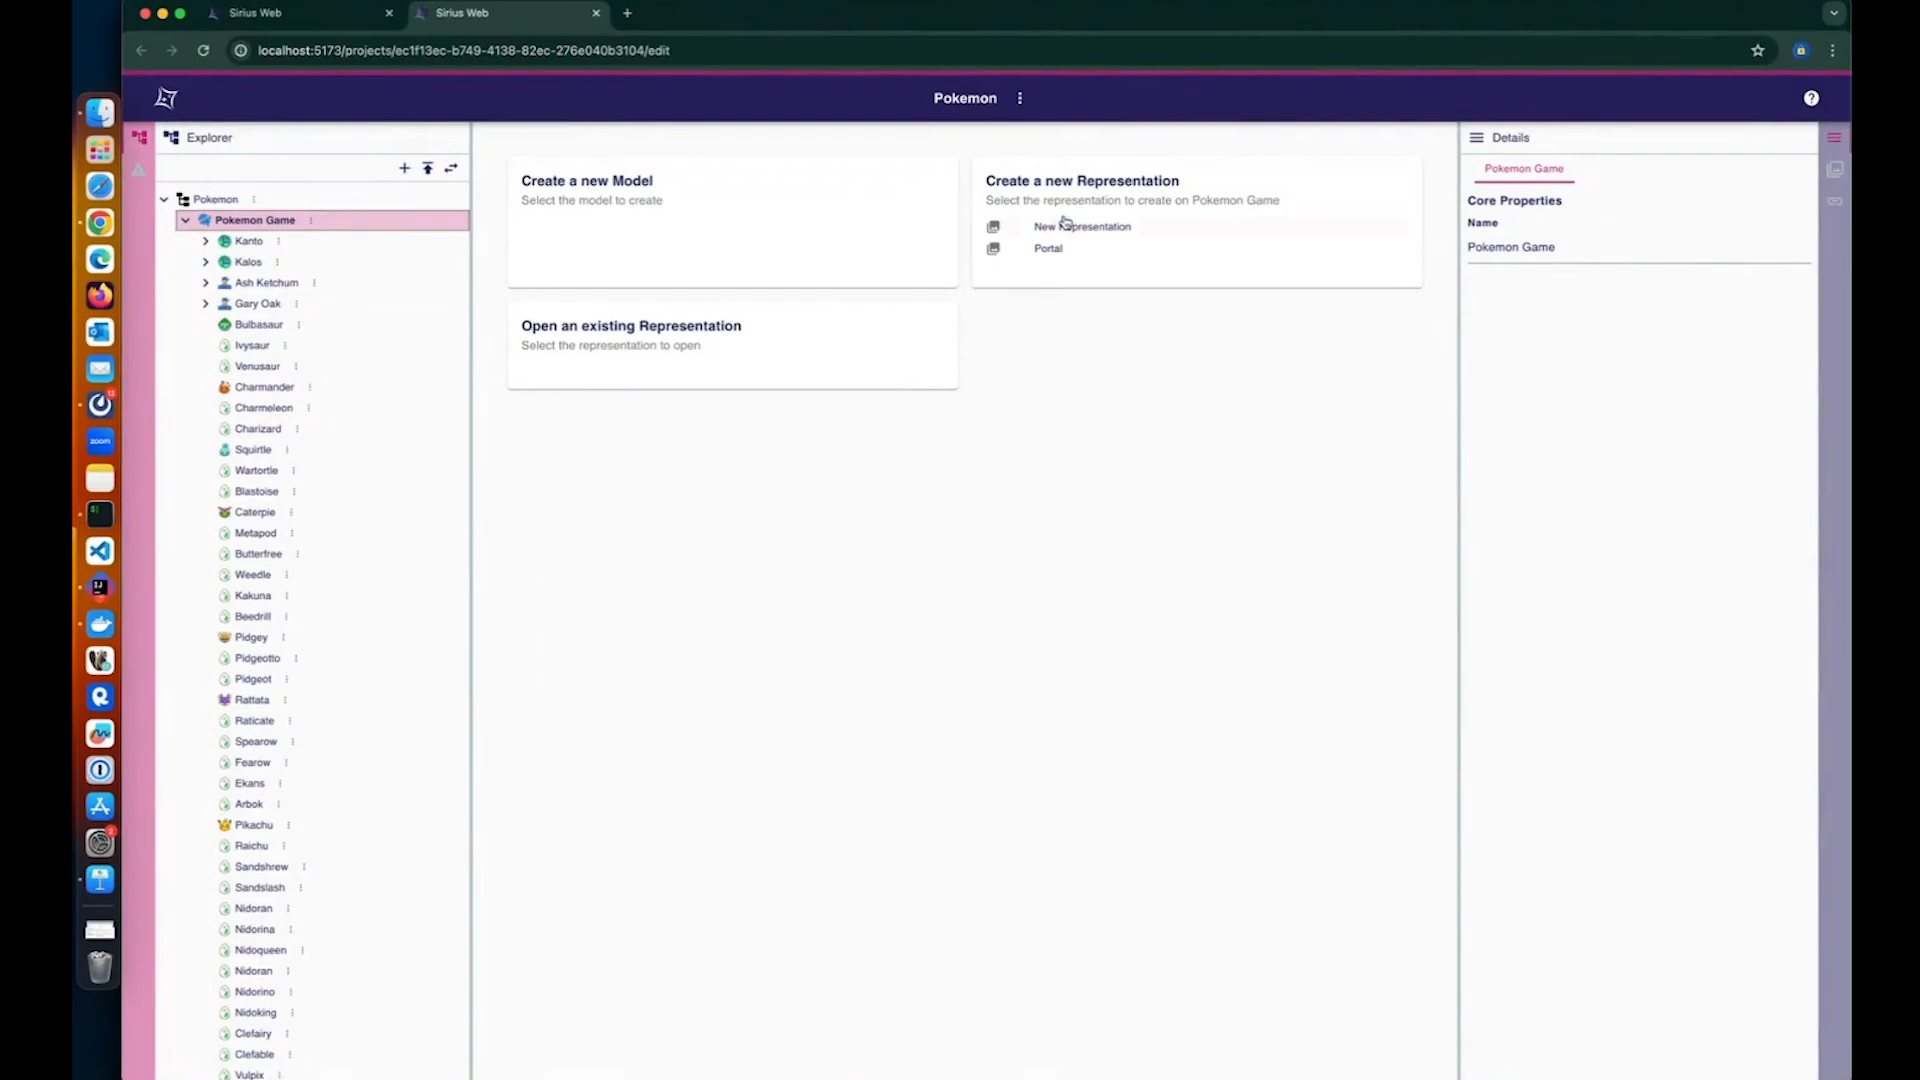 Sirius Web
Sirius Web
localhost:5173/projects/ec1f13ec-b749-4138-82ec-276e040b3104/edit
Pokemon
Explorer
Pokemon
Pokemon Game
Kanto
Kalos
Ash Ketchum
Gary Oak
Bulbasaur
Ivysaur
Venusaur
Charmander
Charmeleon
Charizard
Squirtle
Wartortle
Blastoise
Caterpie
Metapod
Butterfree
Weedle
Kakuna
Beedrill
Pidgey
Pidgeotto
Pidgeot
Rattata
Raticate
Spearow
Fearow
Ekans
Arbok
Pikachu
Raichu
Sandshrew
Sandslash
Nidoran
Nidorina
Nidoqueen
Nidoran
Nidorino
Nidoking
Clefairy
Clefable
Vulpix
Create a new Model
Select the model to create
Create a new Representation
Select the representation to create on Pokemon Game
New Representation
Portal
Open an existing Representation
Select the representation to open
Details
Pokemon Game
Core Properties
Name
Pokemon Game
zoom